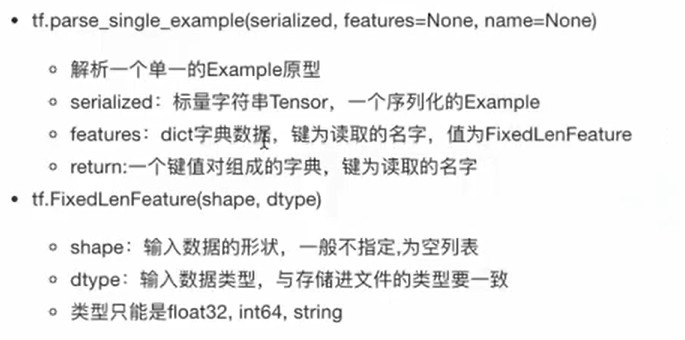 tf.parse_single_example(serialized, features=None, name=None)
解析一个单一的Example原型
serialized：标量字符串Tensor，一个序列化的Example
features：dict字典数据，键为读取的名字，值为FixedLenFeature
return:一个键值对组成的字典，键为读取的名字
tf.FixedLenFeature(shape, dtype)
shape：输入数据的形状，一般不指定,为空列表
dtype：输入数据类型，与存储进文件的类型要一致
类型只能是float32, int64, string